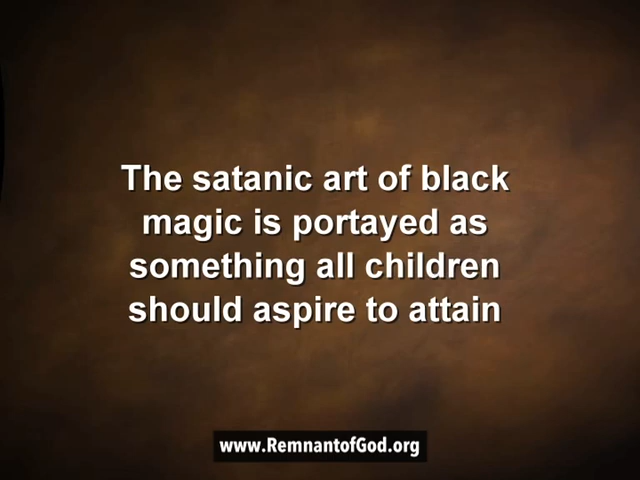 The satanic art of black
magic is portayed as
something all children
should aspire to attain
www.RemnantofGod.org